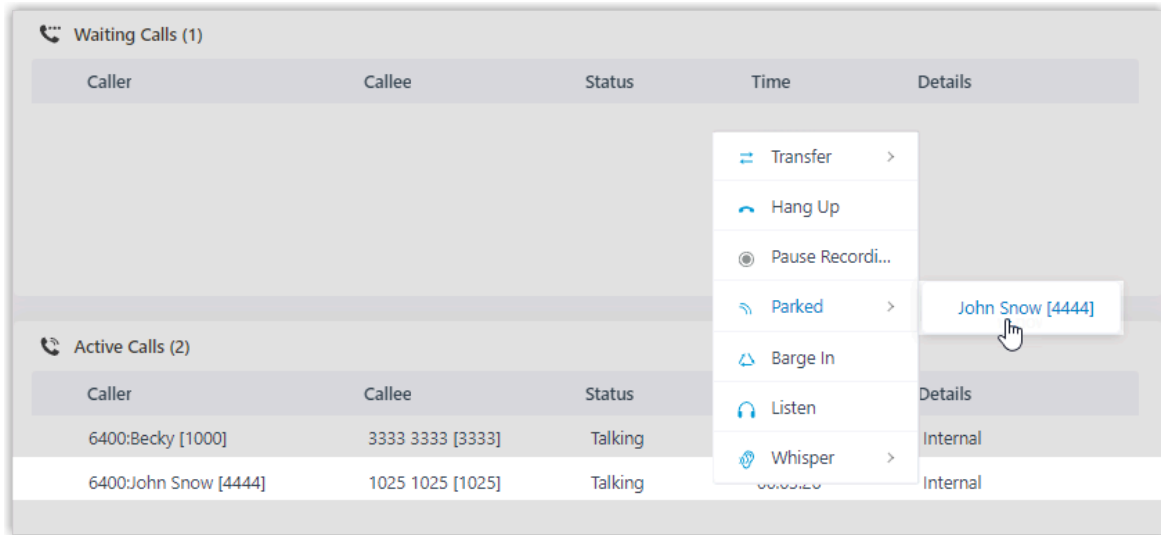 Waiting Calls (1)
Caller Callee Status Time Details
Transfer
Hang Up
Pause Recordi...
Parked
John Snow [4444]
Barge In
Listen
Whisper
Active Calls (2)
Caller Callee Status Details
6400:Becky [1000] 3333 3333 [3333] Talking Internal
6400:John Snow [4444] 1025 1025 [1025] Talking Internal